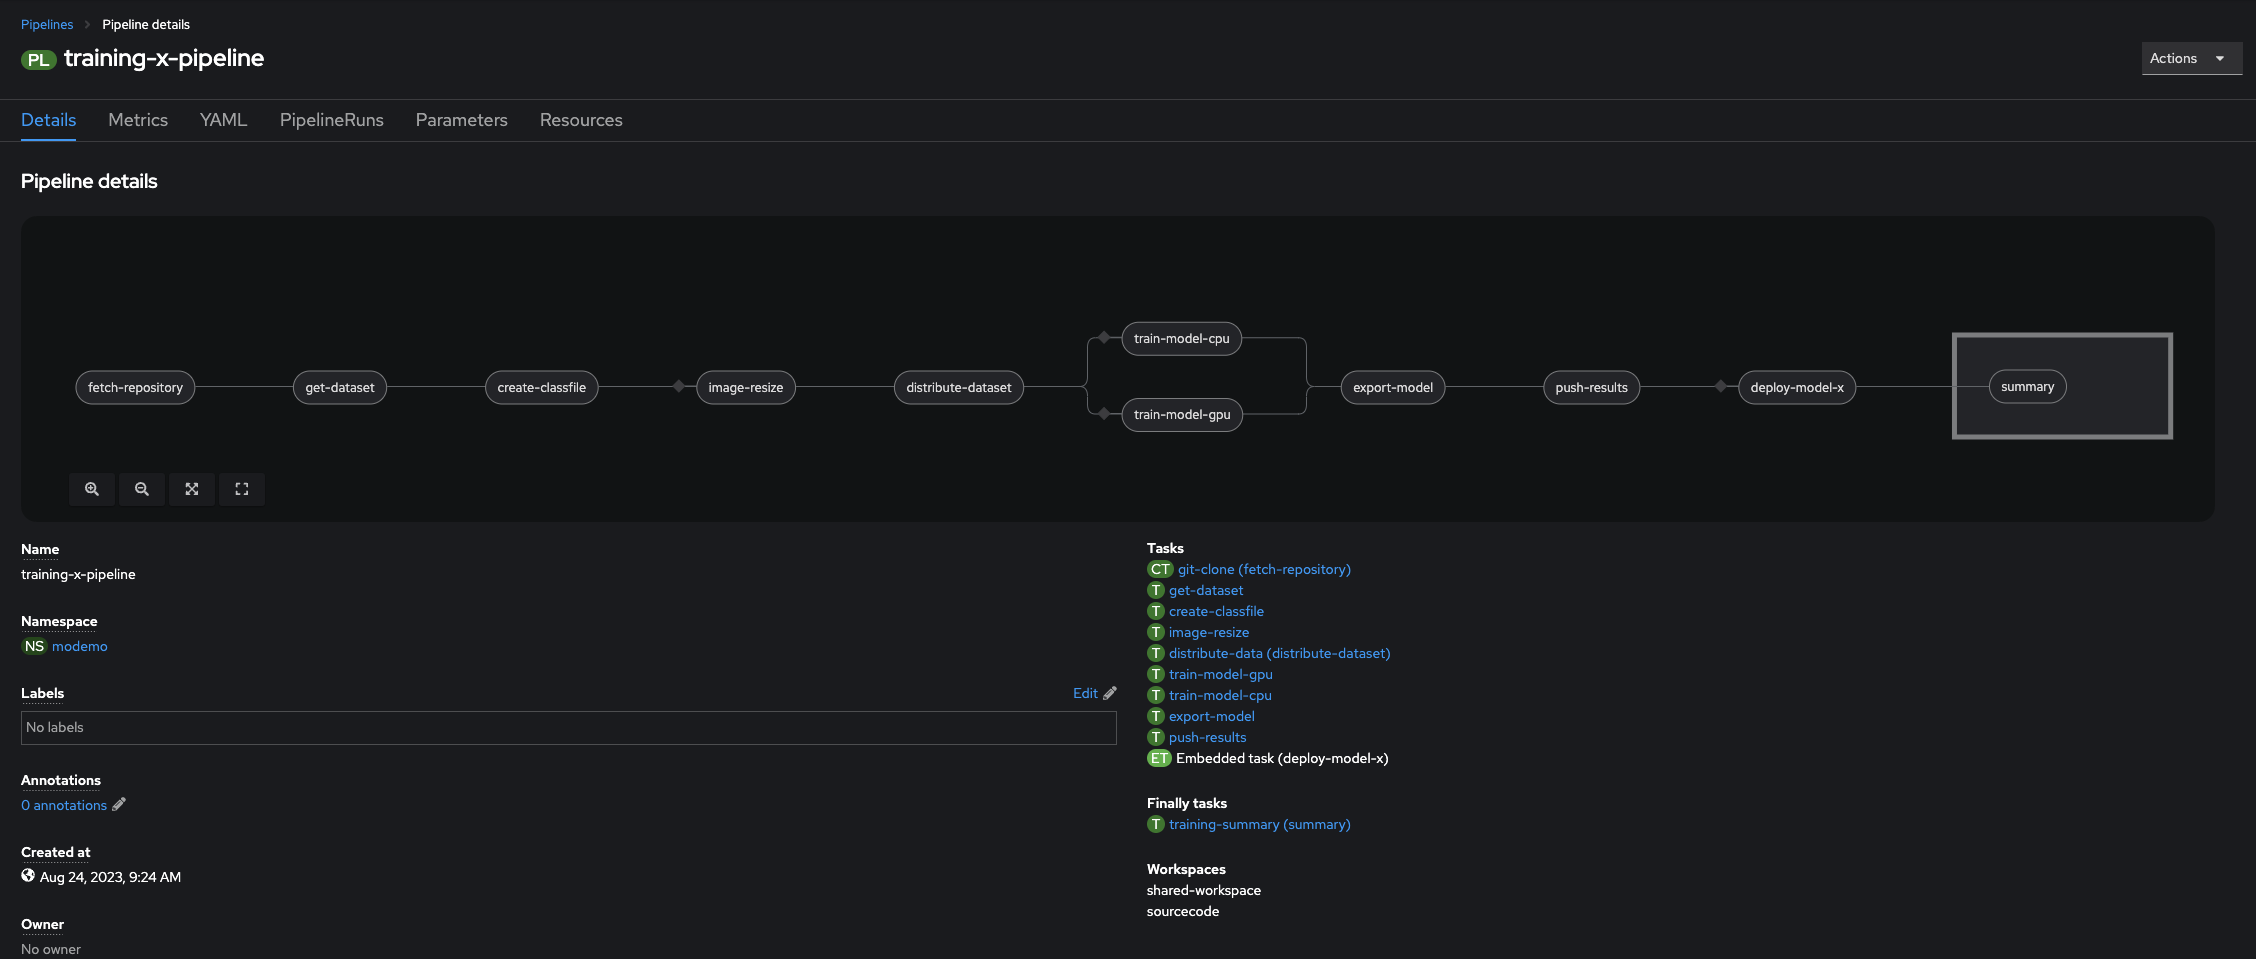 Pipelines > Pipeline details
PL training-x-pipeline
Actions
Details Metrics YAML PipelineRuns Parameters Resources
Pipeline details
fetch-repository
get-dataset
create-classfile
image-resize
distribute-dataset
train-model-cpu
train-model-gpu
export-model
push-results
deploy-model-x
summary
Name
training-x-pipeline
Namespace
NS modemo
Labels
Edit
No labels
Annotations
0 annotations
Created at
Aug 24, 2023, 9:24 AM
Owner
No owner
Tasks
CT git-clone (fetch-repository)
T get-dataset
T create-classfile
T image-resize
T distribute-data (distribute-dataset)
T train-model-gpu
T train-model-cpu
T export-model
T push-results
ET Embedded task (deploy-model-x)
Finally tasks
T training-summary (summary)
Workspaces
shared-workspace
sourcecode